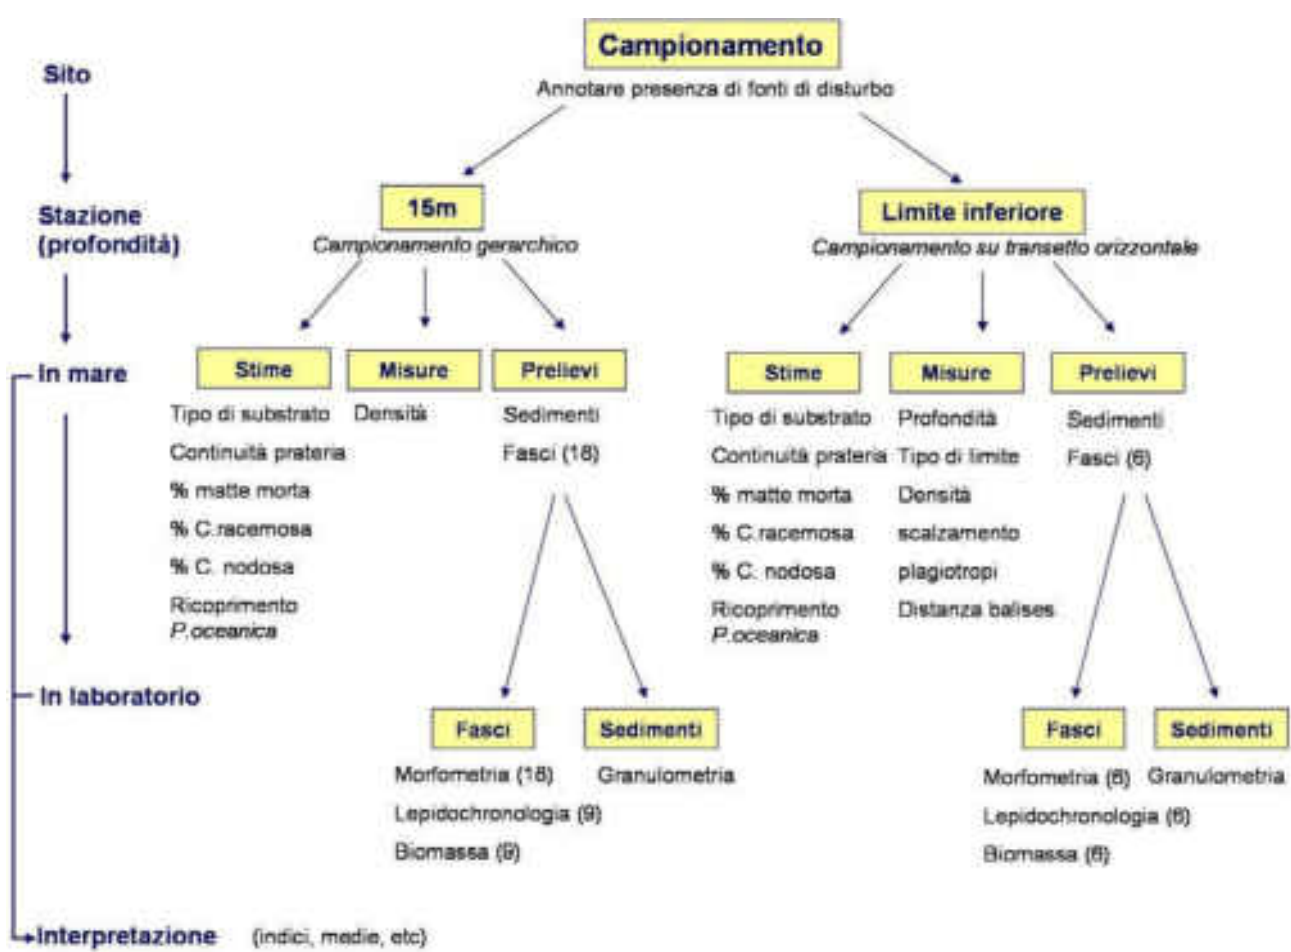 Campionamento
Sito
Annotare presenza di fonti di disturbo
15m
Limite inferiore
Stazione
(profondità)
Campionamento gerarchico
Campionamento su transetto orizzontale
In mare
Stime
Misure
Prelievi
Stime
Misure
Prelievi
Tipo di substrato
Continuità prateria
% matte morta
% C.racemosa
% C. nodosa
Ricoprimento
P.oceanica
Densità
Sedimenti
Fasci (18)
Tipo di substrato
Continuità prateria
% matte morta
% C.racemosa
% C. nodosa
Ricoprimento
P.oceanica
Profondità
Tipo di limite
Densità
scalzamento
plagiotropi
Distanza balises
Sedimenti
Fasci (6)
In laboratorio
Fasci
Sedimenti
Fasci
Sedimenti
Morfometria (18)
Lepidochronologia (9)
Biomassa (9)
Granulometria
Morfometria (6)
Lepidochronologia (6)
Biomassa (6)
Granulometria
Interpretazione (indici, medie, etc)